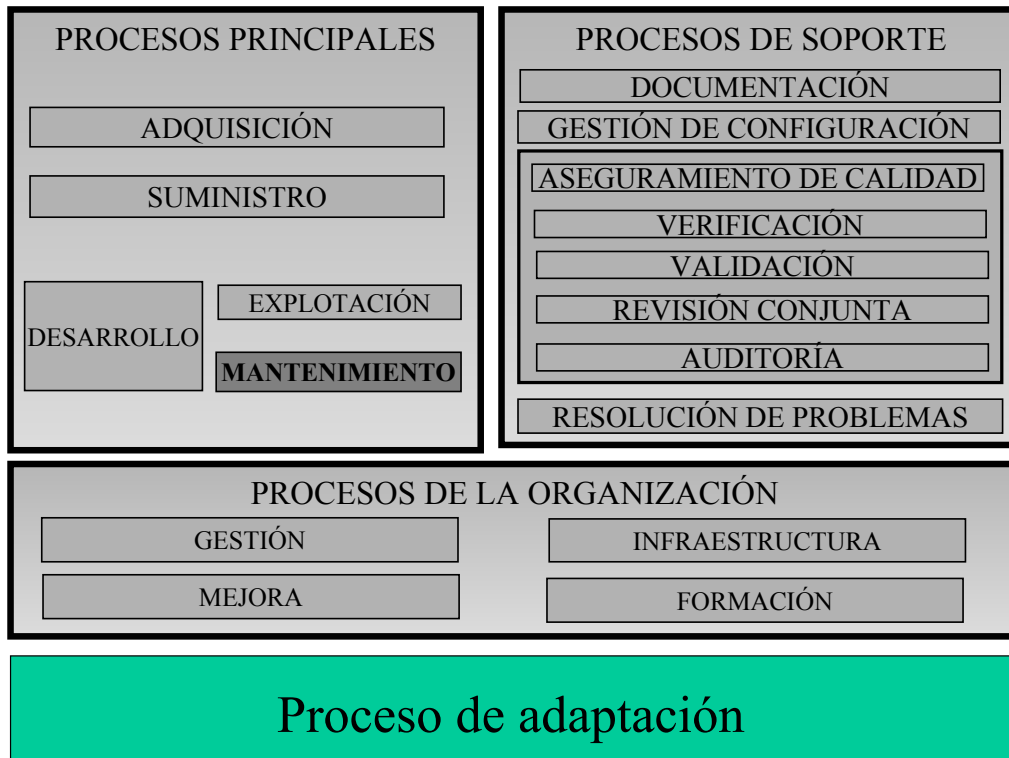 PROCESOS PRINCIPALES
ADQUISICIÓN
SUMINISTRO
DESARROLLO
EXPLOTACIÓN
MANTENIMIENTO
PROCESOS DE SOPORTE
DOCUMENTACIÓN
GESTIÓN DE CONFIGURACIÓN
ASEGURAMIENTO DE CALIDAD
VERIFICACIÓN
VALIDACIÓN
REVISIÓN CONJUNTA
AUDITORÍA
RESOLUCIÓN DE PROBLEMAS
PROCESOS DE LA ORGANIZACIÓN
GESTIÓN
INFRAESTRUCTURA
MEJORA
FORMACIÓN
Proceso de adaptación